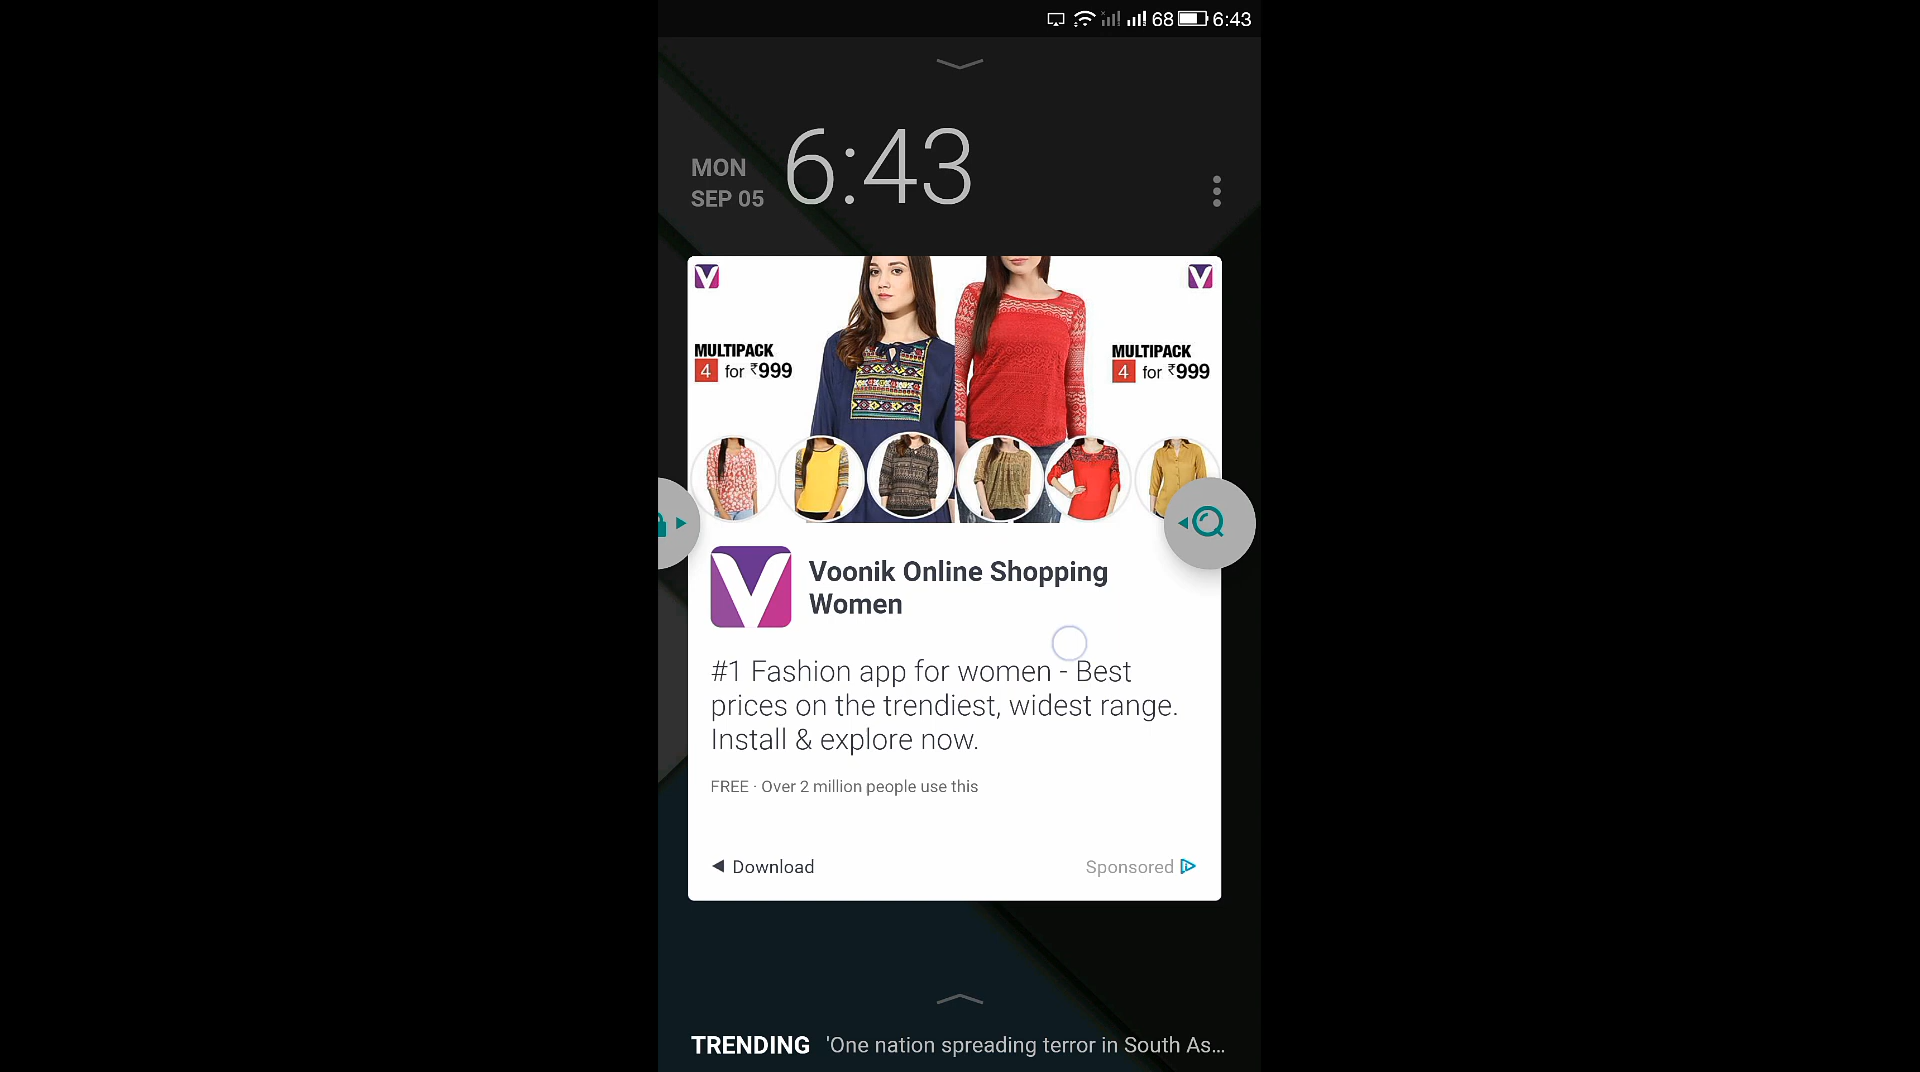 68 6:43
MON
SEP 05
6:43
MULTIPACK
4 for ₹999
MULTIPACK
4 for ₹999
Voonik Online Shopping
Women
#1 Fashion app for women - Best
prices on the trendiest, widest range.
Install & explore now.
FREE · Over 2 million people use this
Download
Sponsored
TRENDING 'One nation spreading terror in South As...